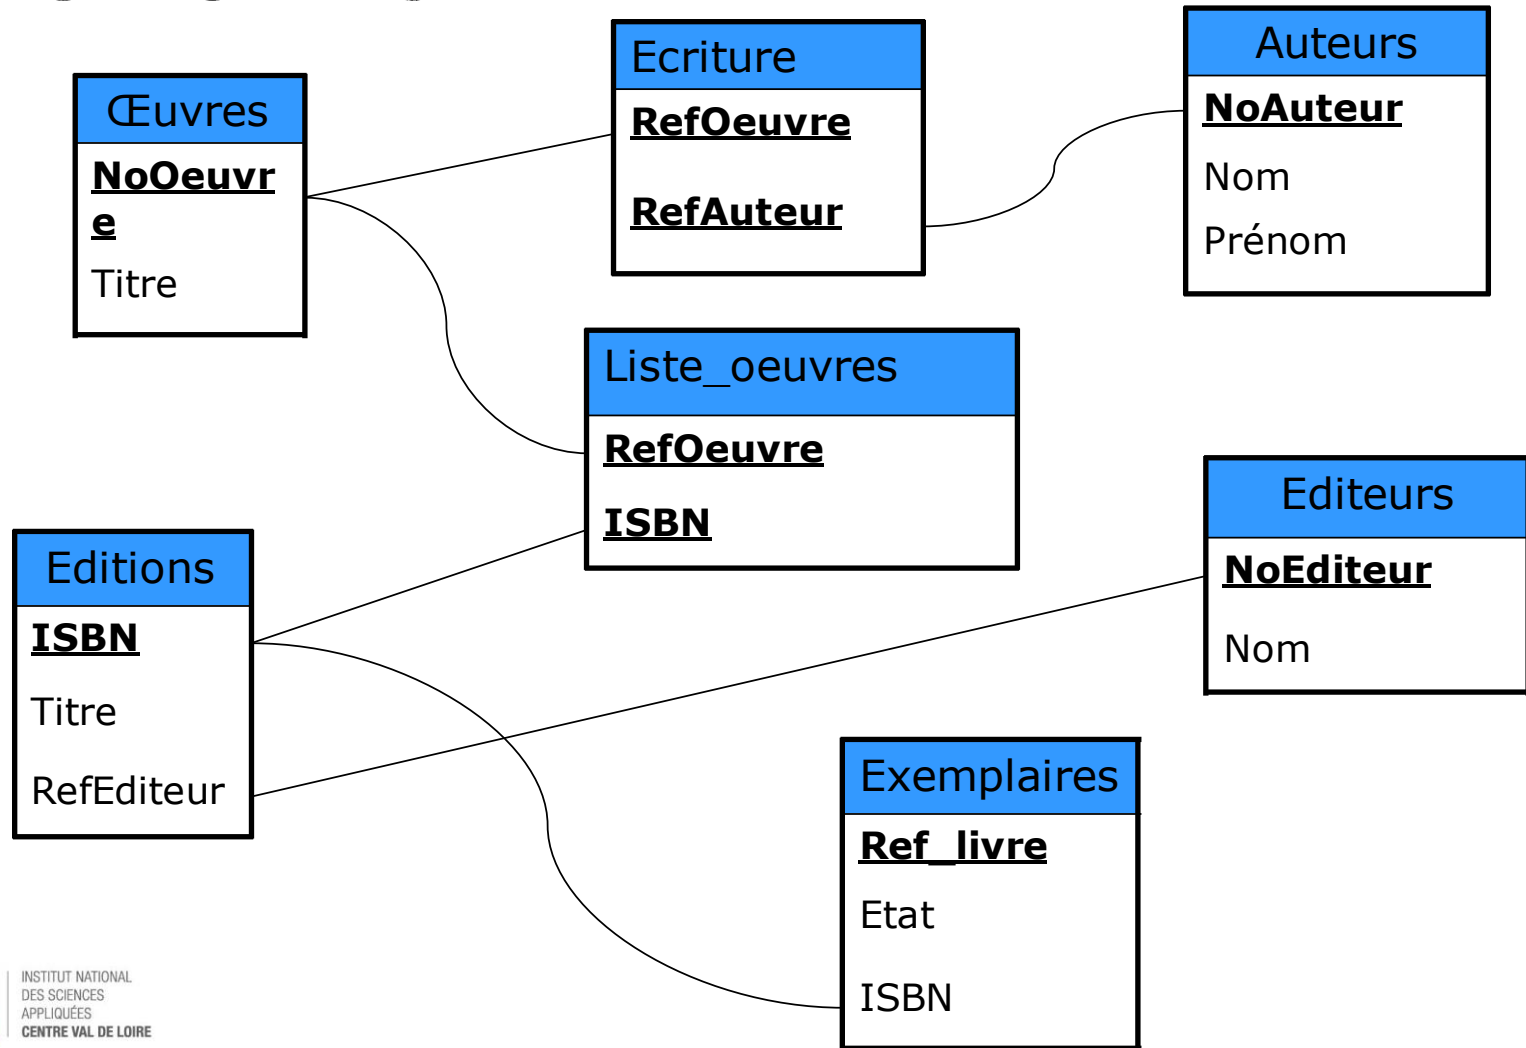 Œuvres
NoOeuvr
e
Titre
Ecriture
RefOeuvre
RefAuteur
Auteurs
NoAuteur
Nom
Prénom
Liste_oeuvres
RefOeuvre
ISBN
Editions
ISBN
Titre
RefEditeur
Editeurs
NoEditeur
Nom
Exemplaires
Ref_livre
Etat
ISBN
INSTITUT NATIONAL
DES SCIENCES
APPLIQUÉES
CENTRE VAL DE LOIRE